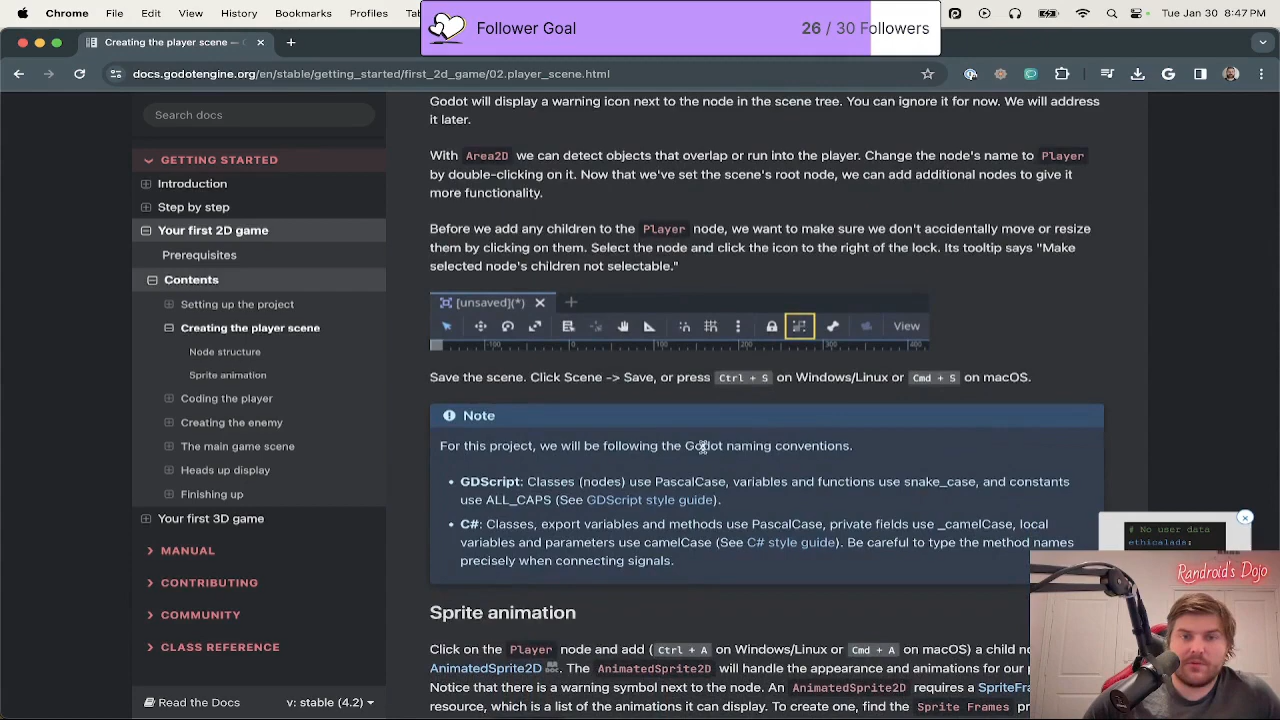 Chrome File Edit View History Bookmarks Profiles
Tue Jan 30 8:47 PM
Follower Goal 26 / 30 Followers
Creating the player scene —
docs.godotengine.org/en/stable/getting_started/first_2d_game/02.player_scene.html
Search docs
GETTING STARTED
Introduction
Step by step
Your first 2D game
Prerequisites
Contents
Setting up the project
Creating the player scene
Node structure
Sprite animation
Coding the player
Creating the enemy
The main game scene
Heads up display
Finishing up
Your first 3D game
MANUAL
CONTRIBUTING
COMMUNITY
CLASS REFERENCE
Read the Docs v: stable (4.2)
Godot will display a warning icon next to the node in the scene tree. You can ignore it for now. We will address
it later.
With Area2D we can detect objects that overlap or run into the player. Change the node's name to Player
by double-clicking on it. Now that we've set the scene's root node, we can add additional nodes to give it
more functionality.
Before we add any children to the Player node, we want to make sure we don't accidentally move or resize
them by clicking on them. Select the node and click the icon to the right of the lock. Its tooltip says "Make
selected node's children not selectable."
[unsaved](*)
View
-100 0 100 200 300 400
Save the scene. Click Scene -> Save, or press Ctrl + S on Windows/Linux or Cmd + S on macOS.
Note
For this project, we will be following the Godot naming conventions.
• GDScript: Classes (nodes) use PascalCase, variables and functions use snake_case, and constants
use ALL_CAPS (See GDScript style guide).
• C#: Classes, export variables and methods use PascalCase, private fields use _camelCase, local
variables and parameters use camelCase (See C# style guide). Be careful to type the method names
precisely when connecting signals.
Sprite animation
Click on the Player node and add (Ctrl + A on Windows/Linux or Cmd + A on macOS) a child no
AnimatedSprite2D. The AnimatedSprite2D will handle the appearance and animations for our p
Notice that there is a warning symbol next to the node. An AnimatedSprite2D requires a SpriteFra
resource, which is a list of the animations it can display. To create one, find the Sprite Frames pr
# No user data
ethicalads:
Randroid's Dojo